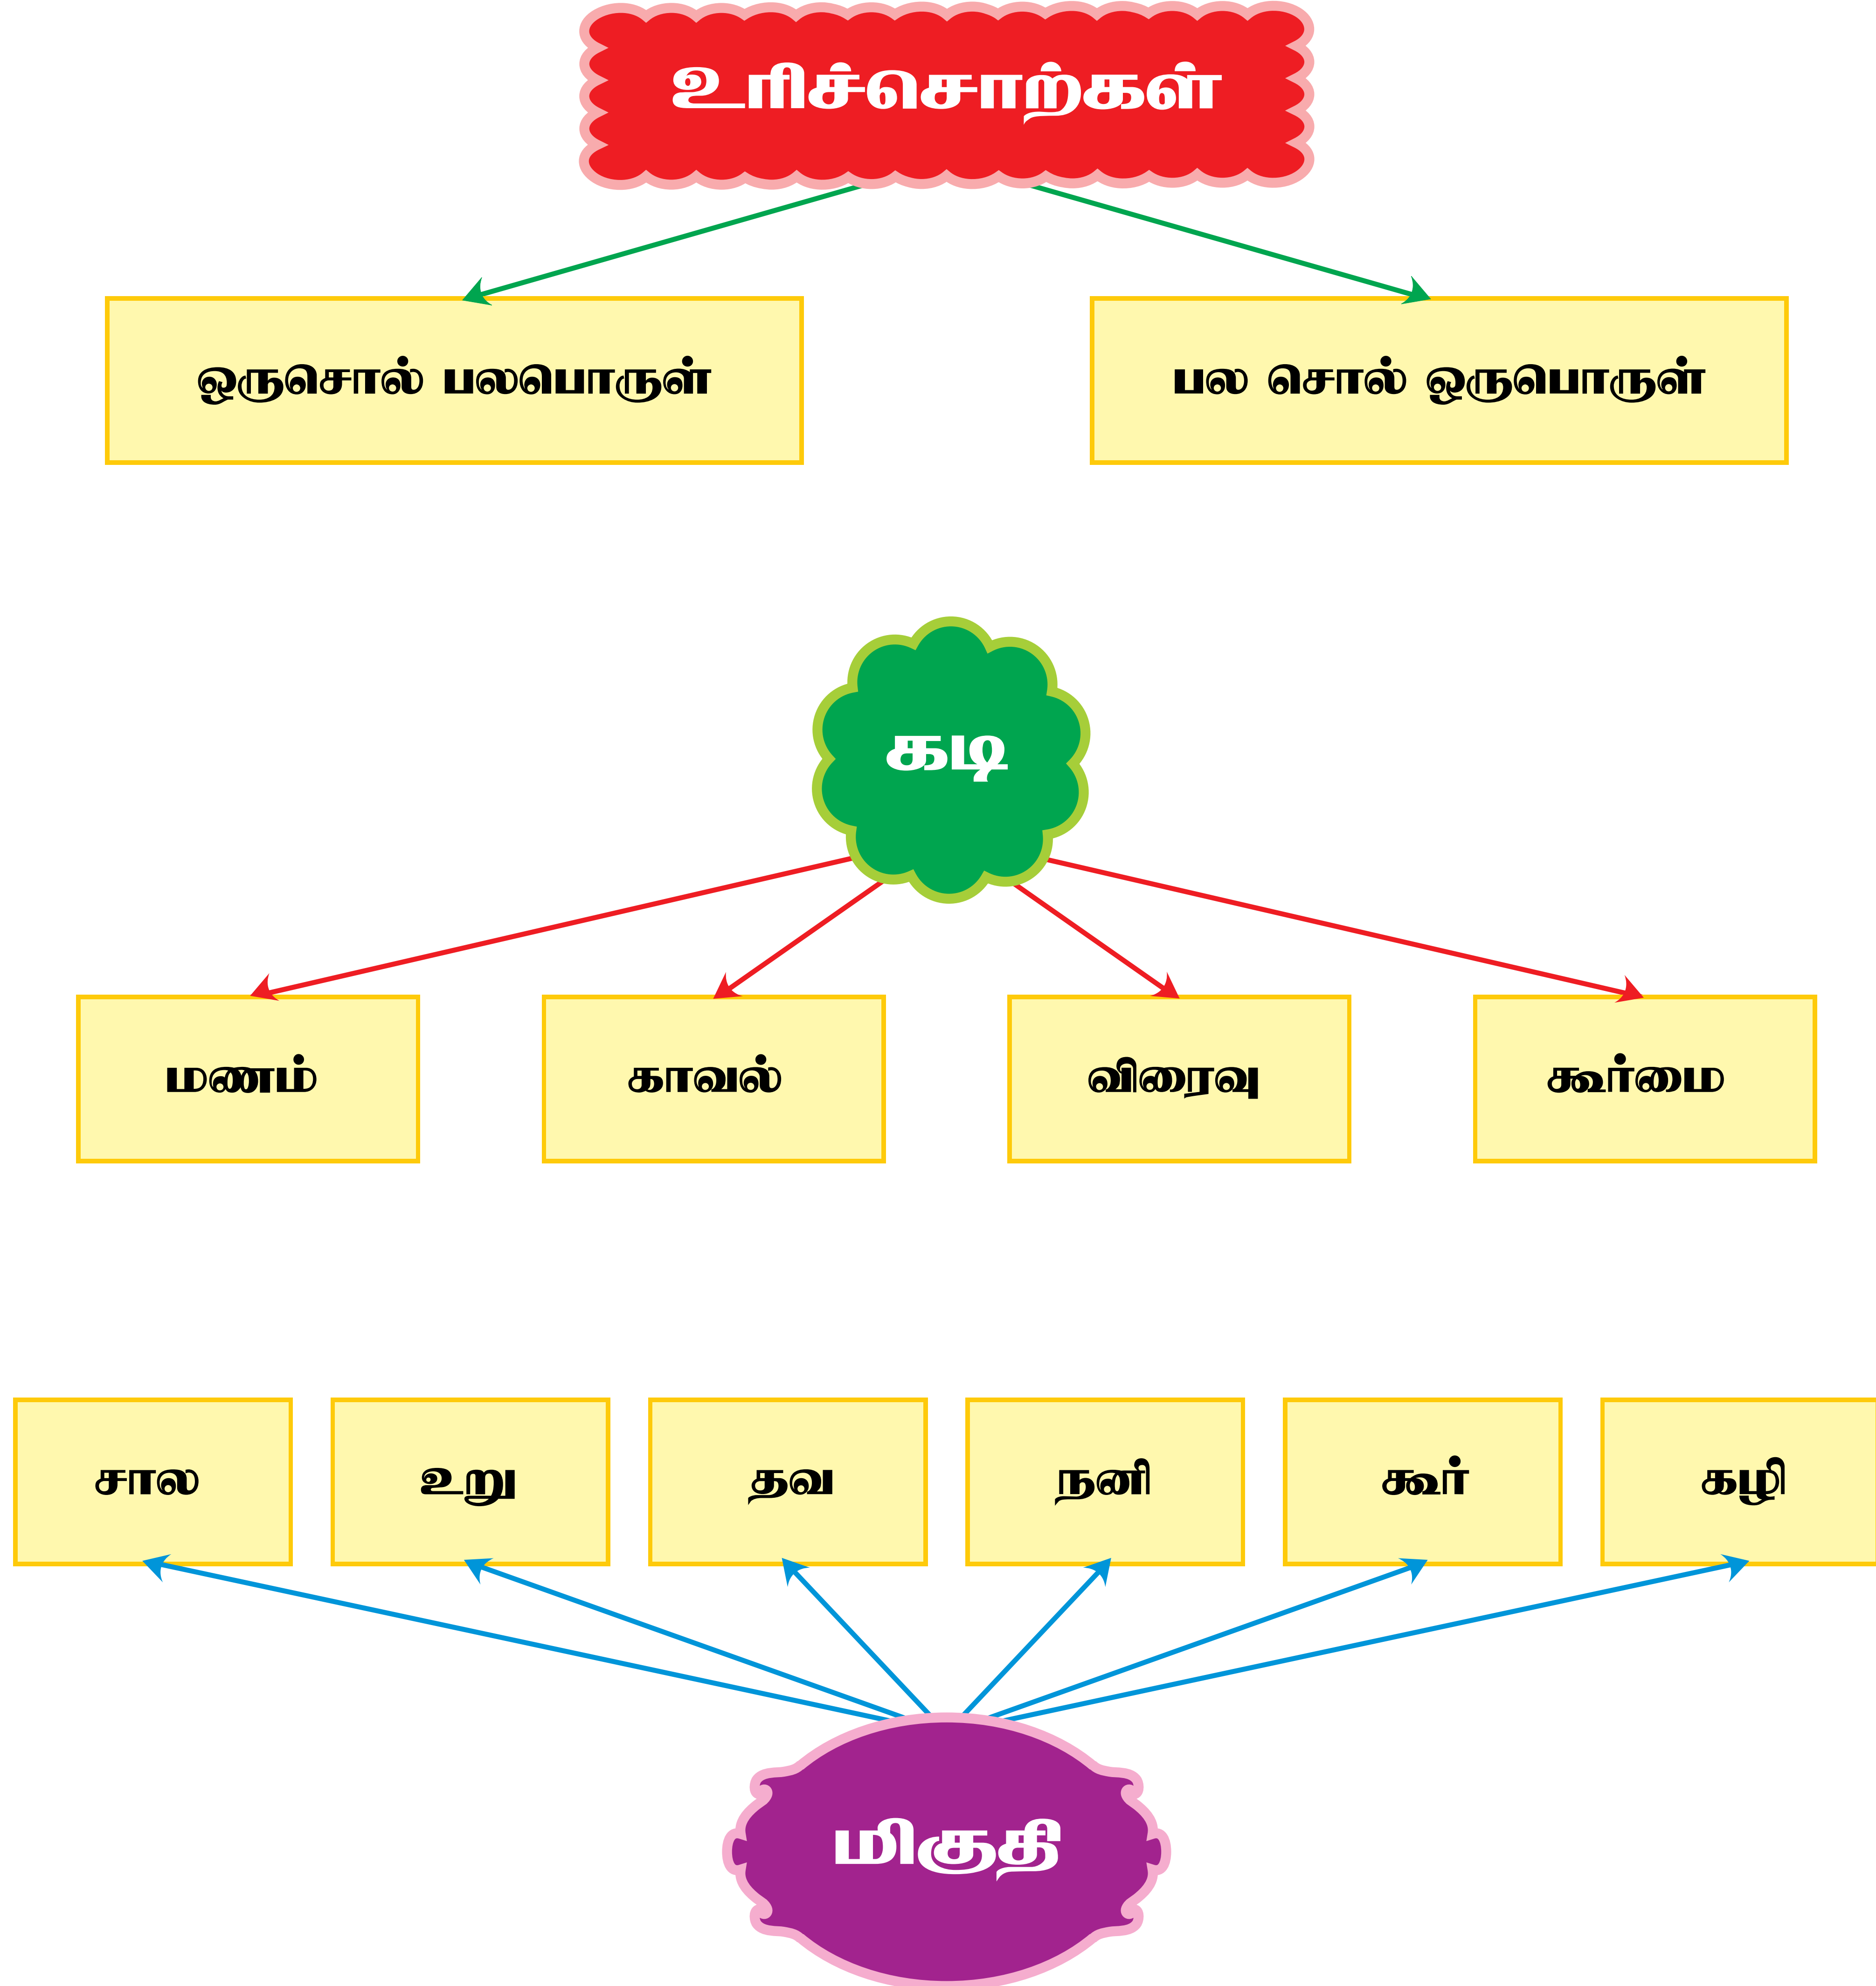 உரிச்சொற்கள்
ஒருசொல் பலபொருள்
பல சொல் ஒருபொருள்
கடி
மணம்
காவல்
விரைவு
கூர்மை
சால
உறு
தவ
நனி
கூர்
கழி
மிகுதி